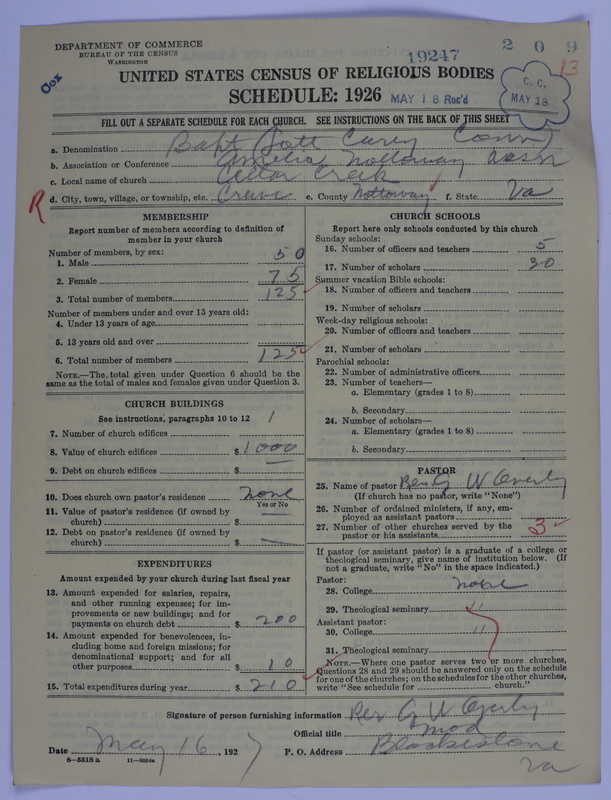 DEPARTMENT OF COMMERCE
BUREAU OF THE CENSUS
WASHINGTON
19247
2 0 9
13
UNITED STATES CENSUS OF RELIGIOUS BODIES
SCHEDULE: 1926
MAY 18 Rec'd
C. C.
MAY 18
FILL OUT A SEPARATE SCHEDULE FOR EACH CHURCH. SEE INSTRUCTIONS ON THE BACK OF THIS SHEET
a. Denomination Bapt (Lott Carey Conv)
b. Association or Conference Amelia Nottoway Assn
c. Local name of church Cellar Creek
d. City, town, village, or township, etc. Crewe e. County Nottoway f. State Va
R
MEMBERSHIP
Report number of members according to definition of member in your church
Number of members, by sex:
1. Male 50
2. Female 75
3. Total number of members 125
Number of members under and over 13 years old:
4. Under 13 years of age
5. 13 years old and over
6. Total number of members 125
NOTE.—The total given under Question 6 should be the same as the total of males and females given under Question 3.
CHURCH BUILDINGS
See instructions, paragraphs 10 to 12
7. Number of church edifices 1
8. Value of church edifices $ 1000
9. Debt on church edifices $ —
10. Does church own pastor's residence none
Yes or No
11. Value of pastor's residence (if owned by church) $
12. Debt on pastor's residence (if owned by church) $ —
EXPENDITURES
Amount expended by your church during last fiscal year
13. Amount expended for salaries, repairs, and other running expenses; for improvements or new buildings; and for payments on church debt $ 200
14. Amount expended for benevolences, including home and foreign missions; for denominational support; and for all other purposes $ 10
15. Total expenditures during year $ 210
CHURCH SCHOOLS
Report here only schools conducted by this church
Sunday schools:
16. Number of officers and teachers 5
17. Number of scholars 30
Summer vacation Bible schools:
18. Number of officers and teachers
19. Number of scholars
Week-day religious schools:
20. Number of officers and teachers
21. Number of scholars
Parochial schools:
22. Number of administrative officers
23. Number of teachers—
a. Elementary (grades 1 to 8)
b. Secondary
24. Number of scholars—
a. Elementary (grades 1 to 8)
b. Secondary
PASTOR
25. Name of pastor Rev G W Overly
(If church has no pastor, write "None")
26. Number of ordained ministers, if any, employed as assistant pastors
27. Number of other churches served by the pastor or his assistants 3
If pastor (or assistant pastor) is a graduate of a college or theological seminary, give name of institution below. (If not a graduate, write "No" in the space indicated.)
Pastor:
28. College none
29. Theological seminary "
Assistant pastor:
30. College "
31. Theological seminary
NOTE.—Where one pastor serves two or more churches, Questions 28 and 29 should be answered only on the schedule for one of the churches; on the schedules for the other churches, write "See schedule for church."
Signature of person furnishing information Rev G W Overly
Official title Mod
Date May 16, 1927 P. O. Address Blackstone
Va
8—5518 a 11—9054a